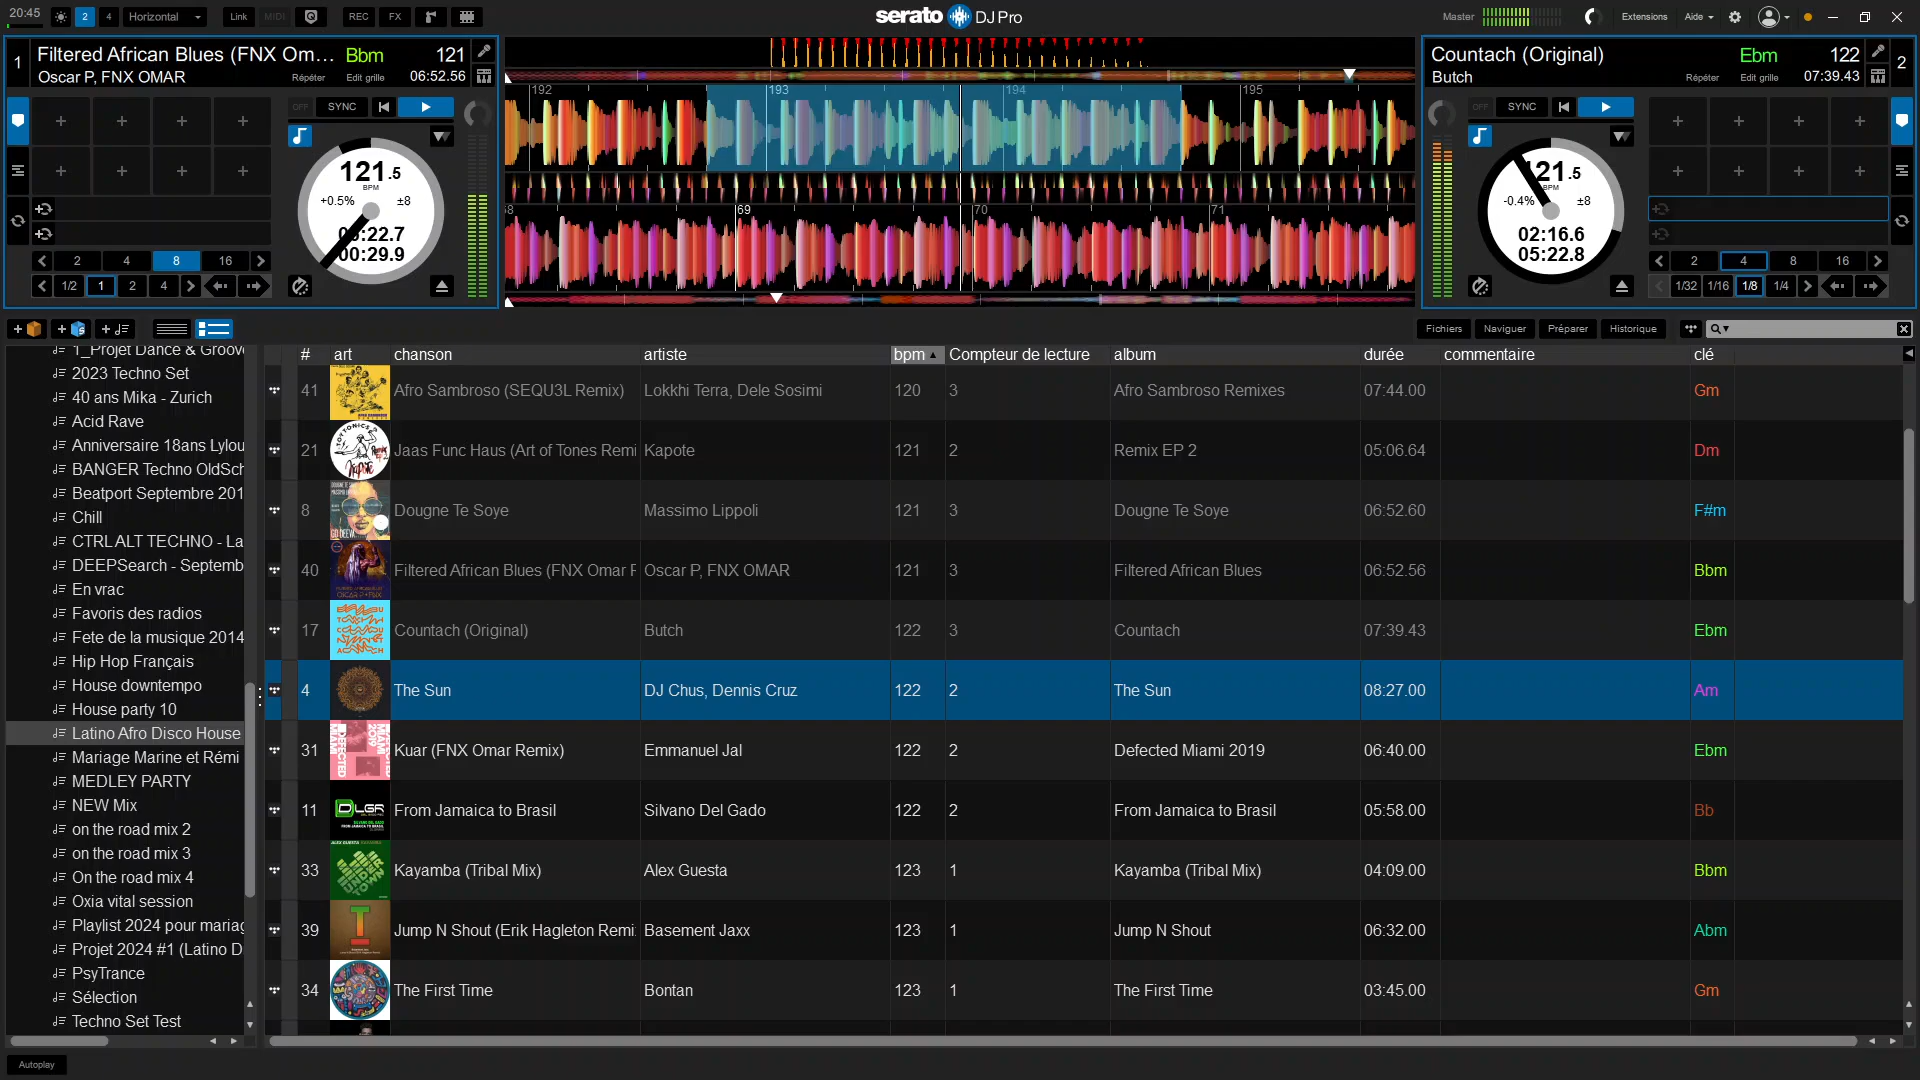 20:45
2
4
Horizontal
Link
MIDI
REC
FX
serato DJ Pro
Master
Extensions
Aide
1
Filtered African Blues (FNX Om...
Bbm
121
Oscar P, FNX OMAR
Répéter
Edit grille
06:52.56
OFF
SYNC
121.5
BPM
+0.5%
±8
00:22.7
00:29.9
2
4
8
16
1/2
1
2
4
192
193
194
195
69
70
71
Countach (Original)
Ebm
122
2
Butch
Répéter
Edit grille
07:39.43
OFF
SYNC
121.5
BPM
-0.4%
±8
02:16.6
05:22.8
2
4
8
16
1/32
1/16
1/8
1/4
Fichiers
Naviguer
Préparer
Historique
1_Projet Dance & Groov
2023 Techno Set
40 ans Mika - Zurich
Acid Rave
Anniversaire 18ans Lylou
BANGER Techno OldSch
Beatport Septembre 201
Chill
CTRL ALT TECHNO - La
DEEPSearch - Septemb
En vrac
Favoris des radios
Fete de la musique 2014
Hip Hop Français
House downtempo
House party 10
Latino Afro Disco House
Mariage Marine et Rémi
MEDLEY PARTY
NEW Mix
on the road mix 2
on the road mix 3
On the road mix 4
Oxia vital session
Playlist 2024 pour mariag
Projet 2024 #1 (Latino D
PsyTrance
Sélection
Techno Set Test
# art chanson artiste bpm Compteur de lecture album durée commentaire clé
41 Afro Sambroso (SEQU3L Remix) Lokkhi Terra, Dele Sosimi 120 3 Afro Sambroso Remixes 07:44.00 Gm
21 Jaas Func Haus (Art of Tones Remi Kapote 121 2 Remix EP 2 05:06.64 Dm
8 Dougne Te Soye Massimo Lippoli 121 3 Dougne Te Soye 06:52.60 F#m
40 Filtered African Blues (FNX Omar F Oscar P, FNX OMAR 121 3 Filtered African Blues 06:52.56 Bbm
17 Countach (Original) Butch 122 3 Countach 07:39.43 Ebm
4 The Sun DJ Chus, Dennis Cruz 122 2 The Sun 08:27.00 Am
31 Kuar (FNX Omar Remix) Emmanuel Jal 122 2 Defected Miami 2019 06:40.00 Ebm
11 From Jamaica to Brasil Silvano Del Gado 122 2 From Jamaica to Brasil 05:58.00 Bb
33 Kayamba (Tribal Mix) Alex Guesta 123 1 Kayamba (Tribal Mix) 04:09.00 Bbm
39 Jump N Shout (Erik Hagleton Remi Basement Jaxx 123 1 Jump N Shout 06:32.00 Abm
34 The First Time Bontan 123 1 The First Time 03:45.00 Gm
Autoplay